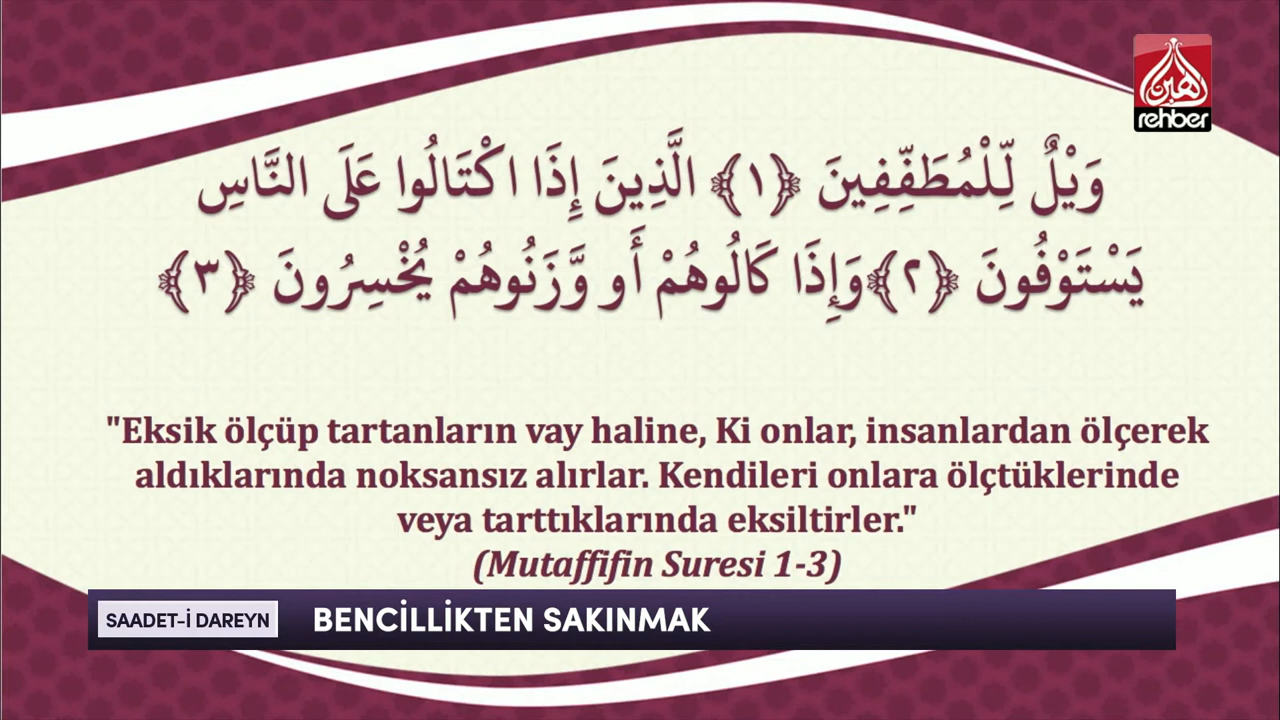 رهبر
rehber
وَيْلٌ لِّلْمُطَفِّفِينَ ﴿١﴾ الَّذِينَ إِذَا اكْتَالُوا عَلَى النَّاسِ
يَسْتَوْفُونَ ﴿٢﴾وَإِذَا كَالُوهُمْ أَو وَّزَنُوهُمْ يُخْسِرُونَ ﴿٣﴾
"Eksik ölçüp tartanların vay haline, Ki onlar, insanlardan ölçerek
aldıklarında noksansız alırlar. Kendileri onlara ölçtüklerinde
veya tarttıklarında eksiltirler."
(Mutaffifin Suresi 1-3)
SAADET-İ DAREYN
BENCİLLİKTEN SAKINMAK